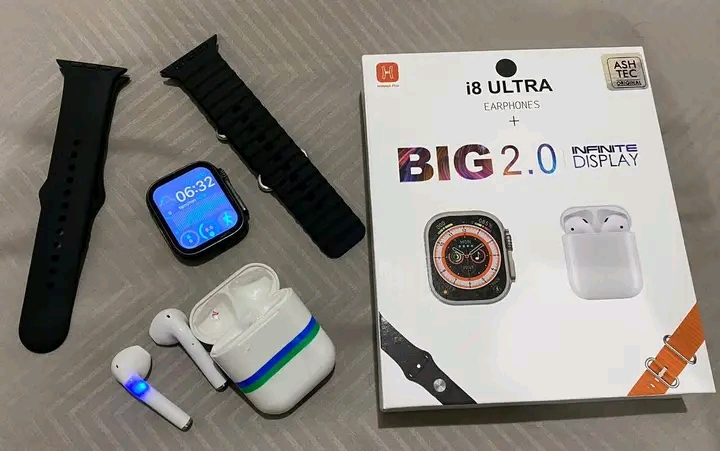 i8 ULTRA
EARPHONES
+
BIG 2.0
INFINITE
DISPLAY
ASH
TEC
ORIGINAL
06:32